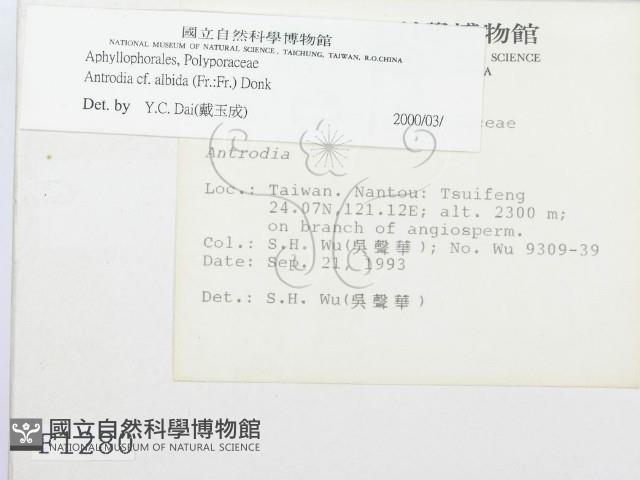 國立自然科學博物館
NATIONAL MUSEUM OF NATURAL SCIENCE, TAICHUNG, TAIWAN, R.O.CHINA
Aphyllophorales, Polyporaceae
Antrodia cf. albida (Fr.:Fr.) Donk
Det. by Y.C. Dai(戴玉成)
2000/03/
學博物館
SCIENCE
A
ceae
Antrodia
Loc.: Taiwan. Nantou: Tsuifeng
24.07N,121.12E; alt. 2300 m;
on branch of angiosperm.
Col.: S.H. Wu(吳聲華); No. Wu 9309-39
Date: Sep. 21, 1993
Det.: S.H. Wu(吳聲華)
F1280
國立自然科學博物館
NATIONAL MUSEUM OF NATURAL SCIENCE